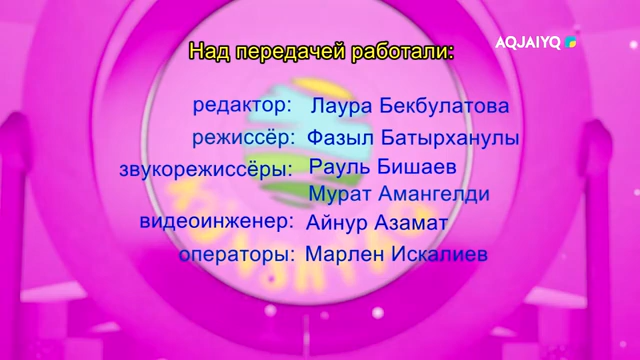 AQJAIYQ
Над передачей работали:
редактор: Лаура Бекбулатова
режиссёр: Фазыл Батырханулы
звукорежиссёры: Рауль Бишаев
Мурат Амангелди
видеоинженер: Айнур Азамат
операторы: Марлен Искалиев